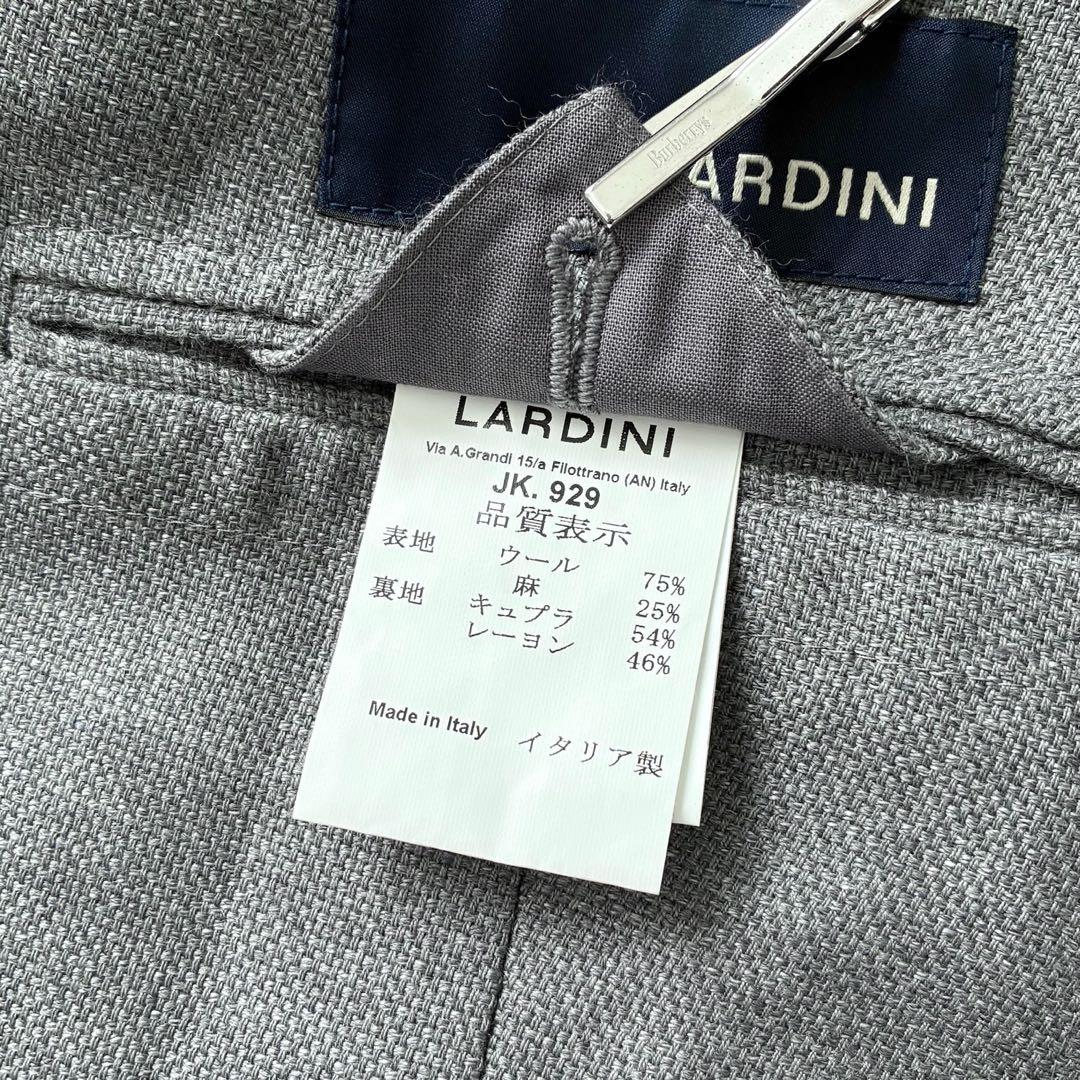 Burberrys
ARDINI
LARDINI
Via A.Grandi 15/a Filottrano (AN) Italy
JK. 929
品質表示
表地 ウール 75%
麻 25%
裏地 キュプラ 54%
レーヨン 46%
Made in Italy イタリア製